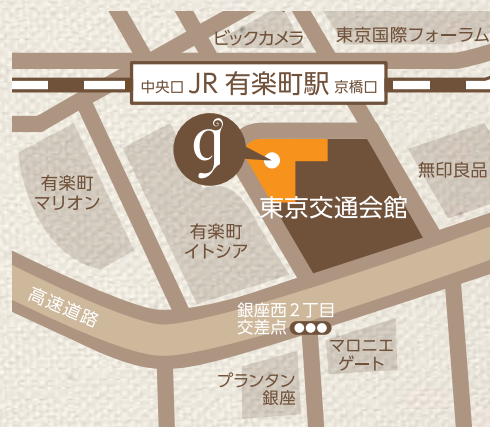 ビックカメラ
東京国際フォーラム
中央口 JR 有楽町駅 京橋口
g
有楽町
マリオン
有楽町
イトシア
東京交通会館
無印良品
高速道路
銀座西２丁目
交差点
マロニエ
ゲート
プランタン
銀座